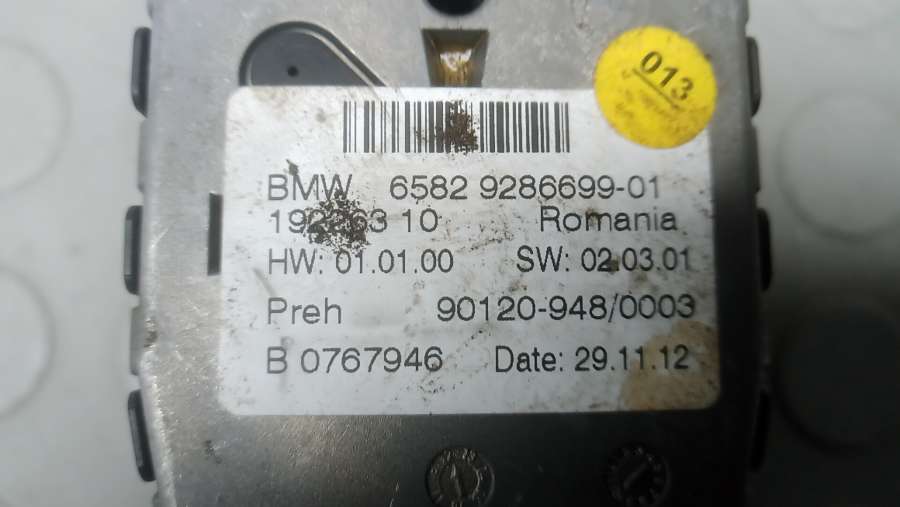 013
BMW 6582 9286699-01
10 Romania
HW: 01.01.00 SW: 02.03.01
Preh 90120-948/0003
B 0767946 Date: 29.11.12